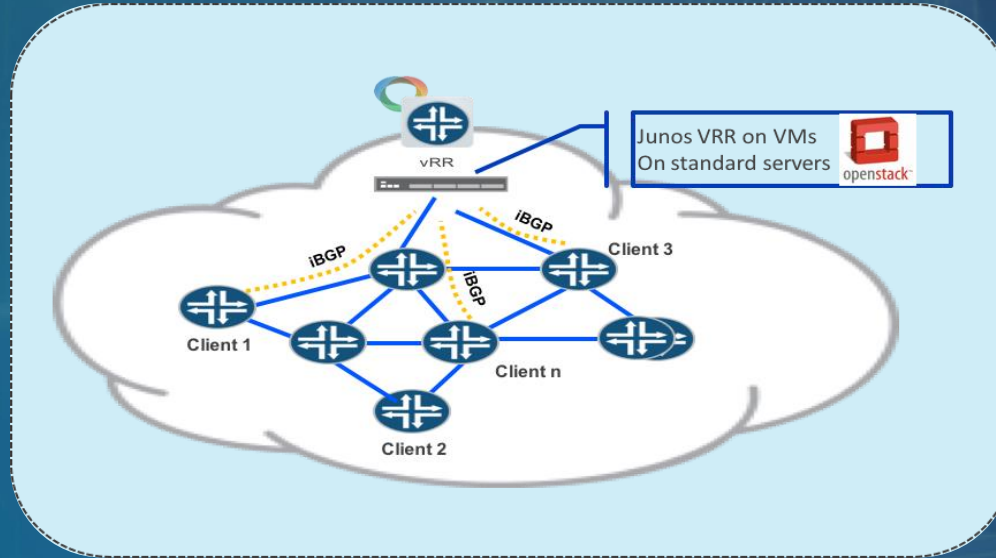 vRR
Junos VRR on VMs
On standard servers
openstack
iBGP
iBGP
iBGP
Client 3
Client 1
Client n
Client 2